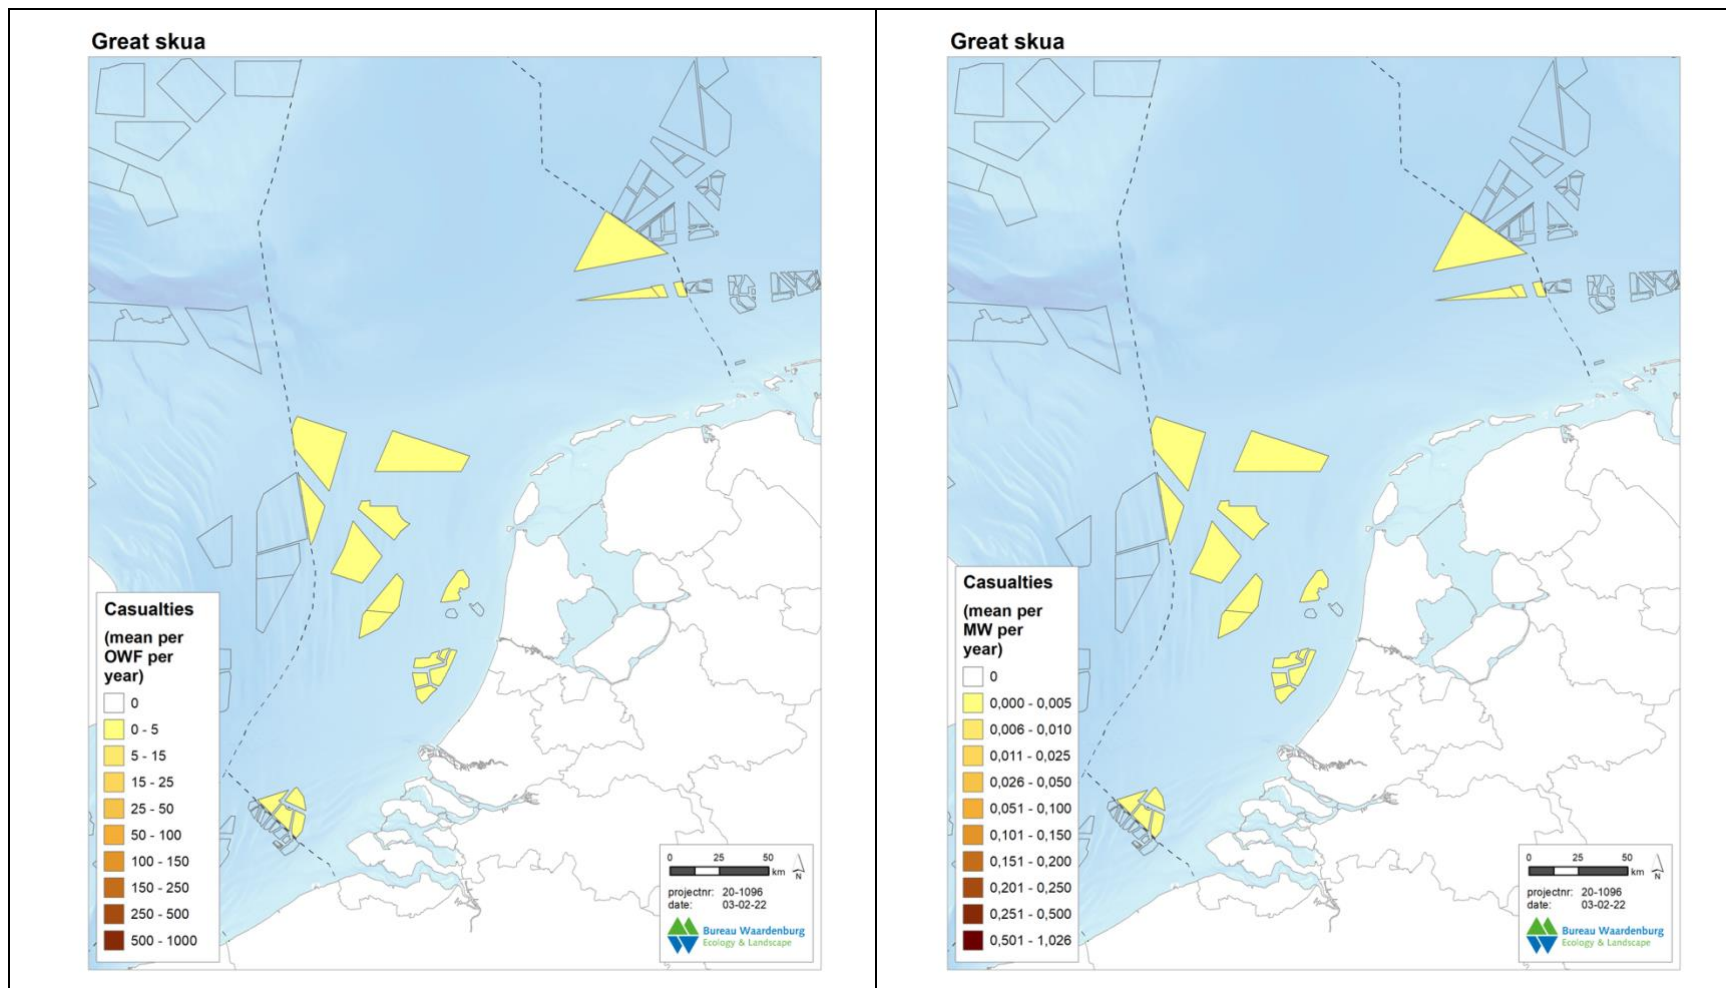 Great skua
Casualties
(mean per
OWF per
year)
0
0 - 5
5 - 15
15 - 25
25 - 50
50 - 100
100 - 150
150 - 250
250 - 500
500 - 1000
0 25 50
km
N
projectnr: 20-1096
date: 03-02-22
Bureau Waardenburg
Ecology & Landscape
Great skua
Casualties
(mean per
MW per
year)
0
0,000 - 0,005
0,006 - 0,010
0,011 - 0,025
0,026 - 0,050
0,051 - 0,100
0,101 - 0,150
0,151 - 0,200
0,201 - 0,250
0,251 - 0,500
0,501 - 1,026
0 25 50
km
N
projectnr: 20-1096
date: 03-02-22
Bureau Waardenburg
Ecology & Landscape